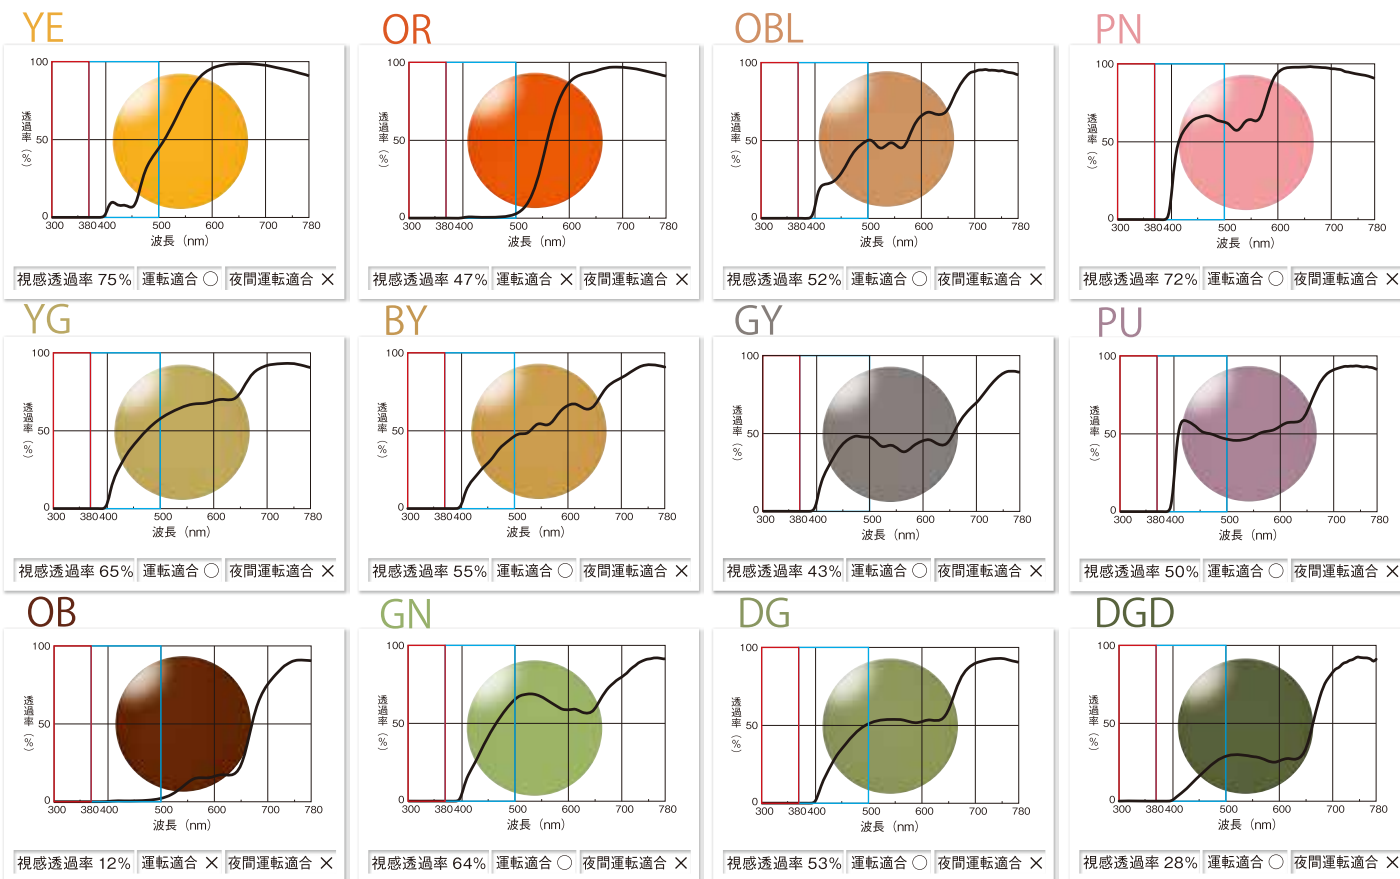 YE
100
50
0
透過率(%)
300 380 400 500 600 700 780
波長 (nm)
視感透過率 75% 運転適合 ○ 夜間運転適合 ×
OR
100
50
0
透過率(%)
300 380 400 500 600 700 780
波長 (nm)
視感透過率 47% 運転適合 × 夜間運転適合 ×
OBL
100
50
0
透過率(%)
300 380 400 500 600 700 780
波長 (nm)
視感透過率 52% 運転適合 ○ 夜間運転適合 ×
PN
100
50
0
透過率(%)
300 380 400 500 600 700 780
波長 (nm)
視感透過率 72% 運転適合 ○ 夜間運転適合 ×
YG
100
50
0
透過率(%)
300 380 400 500 600 700 780
波長 (nm)
視感透過率 65% 運転適合 ○ 夜間運転適合 ×
BY
100
50
0
透過率(%)
300 380 400 500 600 700 780
波長 (nm)
視感透過率 55% 運転適合 ○ 夜間運転適合 ×
GY
100
50
0
透過率(%)
300 380 400 500 600 700 780
波長 (nm)
視感透過率 43% 運転適合 ○ 夜間運転適合 ×
PU
100
50
0
透過率(%)
300 380 400 500 600 700 780
波長 (nm)
視感透過率 50% 運転適合 ○ 夜間運転適合 ×
OB
100
50
0
透過率(%)
300 380 400 500 600 700 780
波長 (nm)
視感透過率 12% 運転適合 × 夜間運転適合 ×
GN
100
50
0
透過率(%)
300 380 400 500 600 700 780
波長 (nm)
視感透過率 64% 運転適合 ○ 夜間運転適合 ×
DG
100
50
0
透過率(%)
300 380 400 500 600 700 780
波長 (nm)
視感透過率 53% 運転適合 ○ 夜間運転適合 ×
DGD
100
50
0
透過率(%)
300 380 400 500 600 700 780
波長 (nm)
視感透過率 28% 運転適合 ○ 夜間運転適合 ×